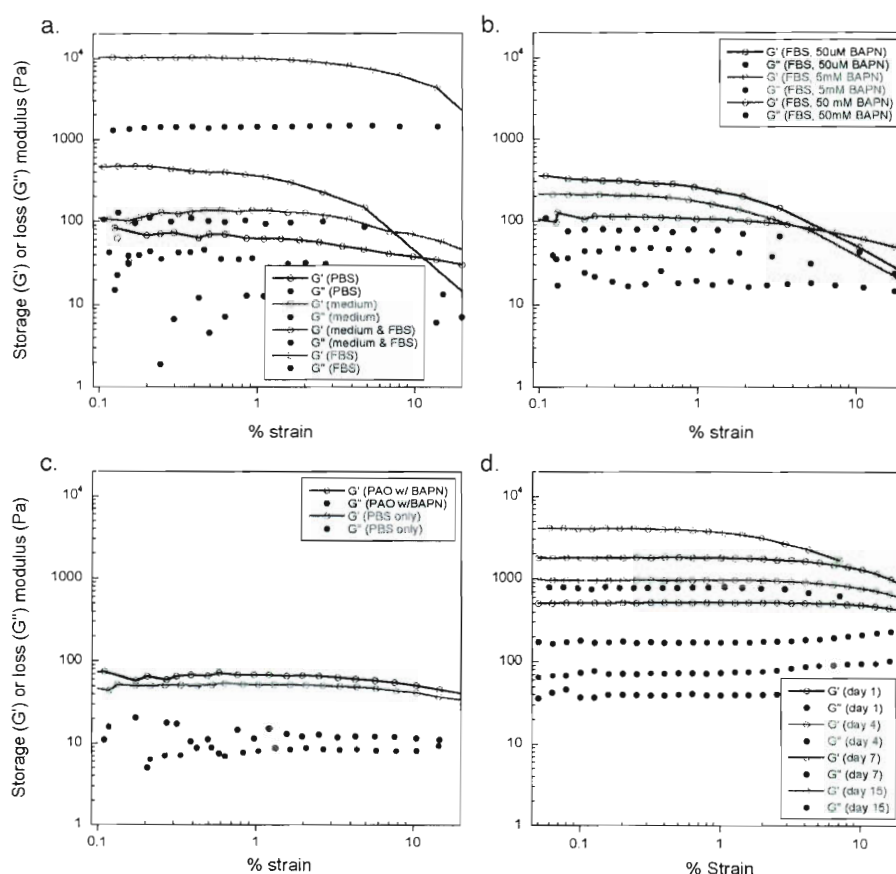 a.
Storage (G') or loss (G") modulus (Pa)
10⁴
1000
100
10
1
0.1
1
10
% strain
G' (PBS)
G" (PBS)
G' (medium)
G" (medium)
G' (medium & FBS)
G" (medium & FBS)
G' (FBS)
G" (FBS)
b.
10⁴
1000
100
10
1
0.1
1
10
% strain
G' (FBS, 50uM BAPN)
G" (FBS, 50uM BAPN)
G' (FBS, 5mM BAPN)
G" (FBS, 5mM BAPN)
G' (FBS, 50 mM BAPN)
G" (FBS, 50mM BAPN)
c.
Storage (G') or loss (G") modulus (Pa)
10⁴
1000
100
10
1
0.1
1
10
% strain
G' (PAO w/ BAPN)
G" (PAO w/BAPN)
G' (PBS only)
G" (PBS only)
d.
10⁴
1000
100
10
1
0.1
1
10
% Strain
G' (day 1)
G" (day 1)
G' (day 4)
G" (day 4)
G' (day 7)
G" (day 7)
G' (day 15)
G" (day 15)